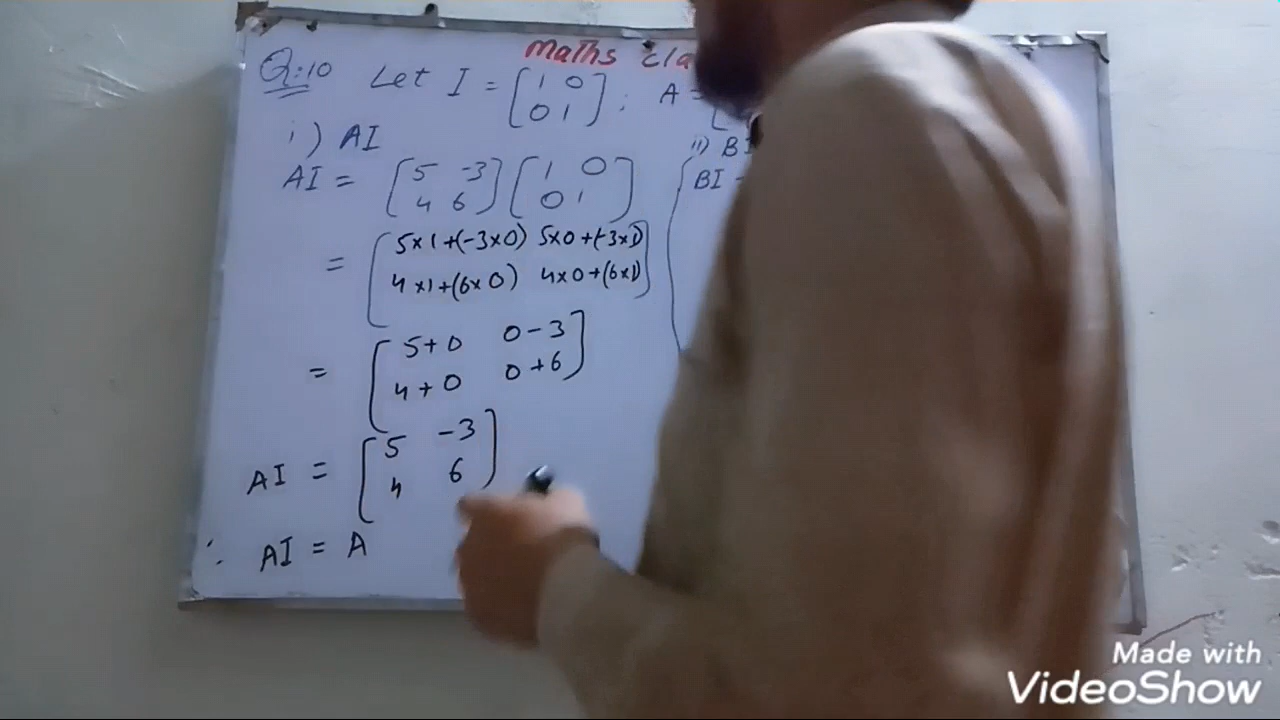 Maths cla
Q:10 Let I = [1 0
0 1] ; A =
i) AI
AI = [5 -3
4 6] [1 0
0 1]
= [5×1+(-3×0) 5×0+(-3×1)
4×1+(6×0) 4×0+(6×1)]
= [5+0 0-3
4+0 0+6]
AI = [5 -3
4 6]
∴ AI = A
ii) BI
BI =
Made with
VideoShow